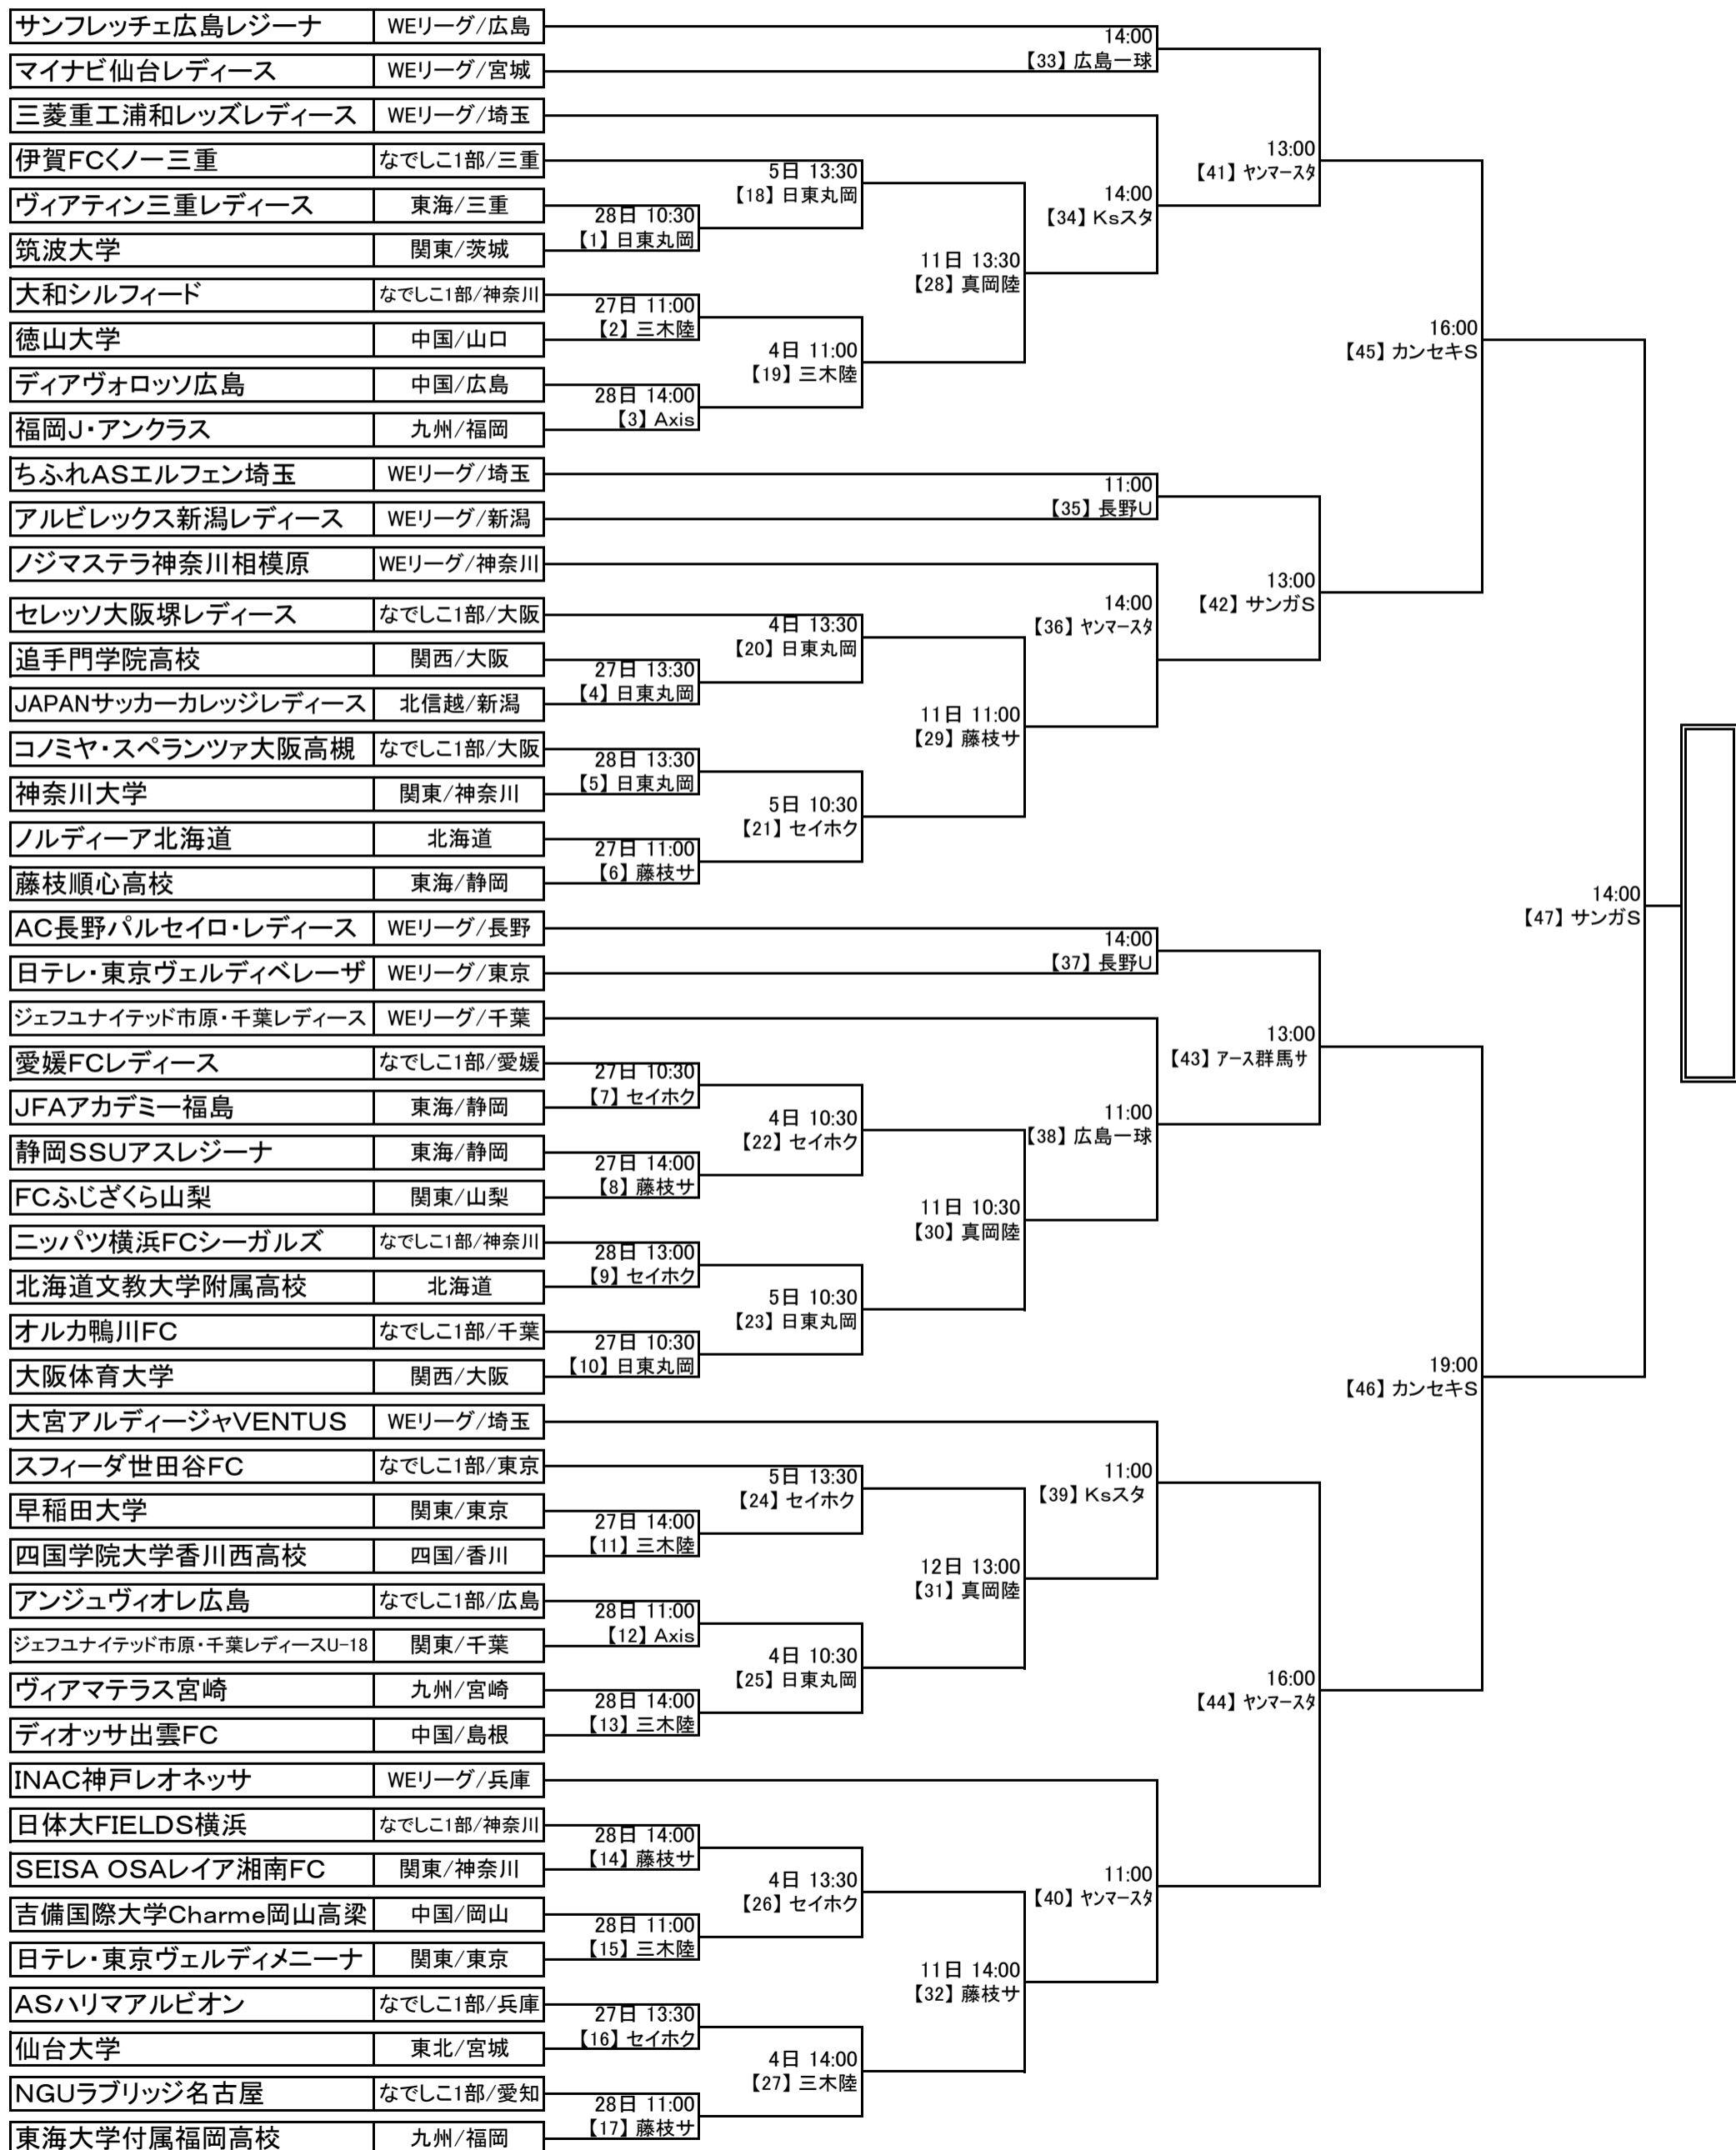 サンフレッチェ広島レジーナ WEリーグ/広島
14:00
【33】 広島一球
マイナビ仙台レディース WEリーグ/宮城
三菱重工浦和レッズレディース WEリーグ/埼玉
13:00
【41】 ヤンマースタ
伊賀FCくノ一三重 なでしこ1部/三重
5日 13:30
【18】 日東丸岡
14:00
【34】 Ksスタ
ヴィアティン三重レディース 東海/三重
28日 10:30
【1】 日東丸岡
筑波大学 関東/茨城
11日 13:30
【28】 真岡陸
大和シルフィード なでしこ1部/神奈川
27日 11:00
【2】 三木陸
徳山大学 中国/山口
16:00
【45】 カンセキS
4日 11:00
【19】 三木陸
ディアヴォロッソ広島 中国/広島
28日 14:00
【3】 Axis
福岡J・アンクラス 九州/福岡
ちふれASエルフェン埼玉 WEリーグ/埼玉
11:00
【35】 長野U
アルビレックス新潟レディース WEリーグ/新潟
ノジマステラ神奈川相模原 WEリーグ/神奈川
13:00
【42】 サンガS
14:00
【36】 ヤンマースタ
セレッソ大阪堺レディース なでしこ1部/大阪
4日 13:30
【20】 日東丸岡
追手門学院高校 関西/大阪
27日 13:30
【4】 日東丸岡
JAPANサッカーカレッジレディース 北信越/新潟
11日 11:00
【29】 藤枝サ
コノミヤ・スペランツァ大阪高槻 なでしこ1部/大阪
28日 13:30
【5】 日東丸岡
神奈川大学 関東/神奈川
5日 10:30
【21】 セイホク
ノルディーア北海道 北海道
27日 11:00
【6】 藤枝サ
藤枝順心高校 東海/静岡
14:00
【47】 サンガS
AC長野パルセイロ・レディース WEリーグ/長野
14:00
【37】 長野U
日テレ・東京ヴェルディベレーザ WEリーグ/東京
ジェフユナイテッド市原・千葉レディース WEリーグ/千葉
13:00
【43】 アース群馬サ
愛媛FCレディース なでしこ1部/愛媛
27日 10:30
【7】 セイホク
JFAアカデミー福島 東海/静岡
4日 10:30
【22】 セイホク
11:00
【38】 広島一球
静岡SSUアスレジーナ 東海/静岡
27日 14:00
【8】 藤枝サ
FCふじざくら山梨 関東/山梨
11日 10:30
【30】 真岡陸
ニッパツ横浜FCシーガルズ なでしこ1部/神奈川
28日 13:00
【9】 セイホク
北海道文教大学附属高校 北海道
5日 10:30
【23】 日東丸岡
オルカ鴨川FC なでしこ1部/千葉
27日 10:30
【10】 日東丸岡
大阪体育大学 関西/大阪
19:00
【46】 カンセキS
大宮アルディージャVENTUS WEリーグ/埼玉
スフィーダ世田谷FC なでしこ1部/東京
5日 13:30
【24】 セイホク
11:00
【39】 Ksスタ
早稲田大学 関東/東京
27日 14:00
【11】 三木陸
四国学院大学香川西高校 四国/香川
12日 13:00
【31】 真岡陸
アンジュヴィオレ広島 なでしこ1部/広島
28日 11:00
【12】 Axis
ジェフユナイテッド市原・千葉レディースU-18 関東/千葉
4日 10:30
【25】 日東丸岡
ヴィアマテラス宮崎 九州/宮崎
28日 14:00
【13】 三木陸
16:00
【44】 ヤンマースタ
ディオッサ出雲FC 中国/島根
INAC神戸レオネッサ WEリーグ/兵庫
日体大FIELDS横浜 なでしこ1部/神奈川
28日 14:00
【14】 藤枝サ
SEISA OSAレイア湘南FC 関東/神奈川
4日 13:30
【26】 セイホク
11:00
【40】 ヤンマースタ
吉備国際大学Charme岡山高梁 中国/岡山
28日 11:00
【15】 三木陸
日テレ・東京ヴェルディメニーナ 関東/東京
11日 14:00
【32】 藤枝サ
ASハリマアルビオン なでしこ1部/兵庫
27日 13:30
【16】 セイホク
仙台大学 東北/宮城
4日 14:00
【27】 三木陸
NGUラブリッジ名古屋 なでしこ1部/愛知
28日 11:00
【17】 藤枝サ
東海大学付属福岡高校 九州/福岡